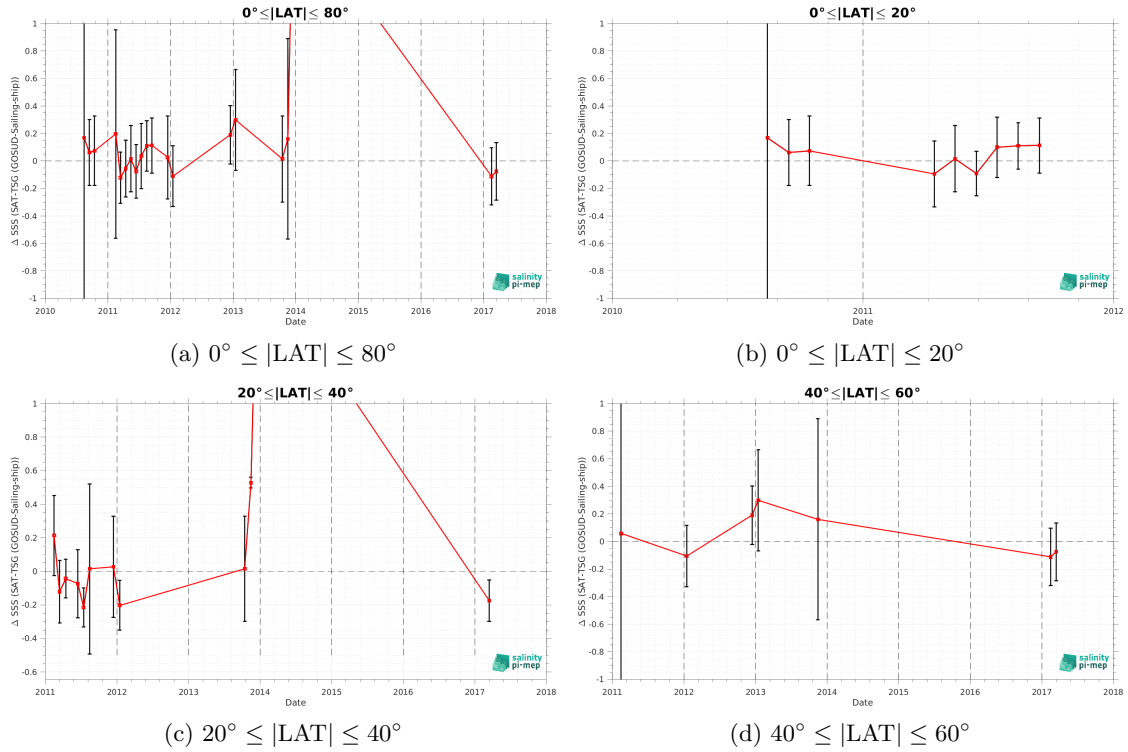 0°≤|LAT|≤ 80°
Δ SSS (SAT-TSG (GOSUD-Sailing-ship))
1
0.8
0.6
0.4
0.2
0
-0.2
-0.4
-0.6
-0.8
-1
2010 2011 2012 2013 2014 2015 2016 2017 2018
Date
salinity
pi-mep
(a) 0° ≤ |LAT| ≤ 80°
0°≤|LAT|≤ 20°
Δ SSS (SAT-TSG (GOSUD-Sailing-ship))
1
0.8
0.6
0.4
0.2
0
-0.2
-0.4
-0.6
-0.8
-1
2010 2011 2012
Date
salinity
pi-mep
(b) 0° ≤ |LAT| ≤ 20°
20°≤|LAT|≤ 40°
Δ SSS (SAT-TSG (GOSUD-Sailing-ship))
1
0.8
0.6
0.4
0.2
0
-0.2
-0.4
-0.6
2011 2012 2013 2014 2015 2016 2017 2018
Date
salinity
pi-mep
(c) 20° ≤ |LAT| ≤ 40°
40°≤|LAT|≤ 60°
Δ SSS (SAT-TSG (GOSUD-Sailing-ship))
1
0.8
0.6
0.4
0.2
0
-0.2
-0.4
-0.6
-0.8
-1
2011 2012 2013 2014 2015 2016 2017 2018
Date
salinity
pi-mep
(d) 40° ≤ |LAT| ≤ 60°